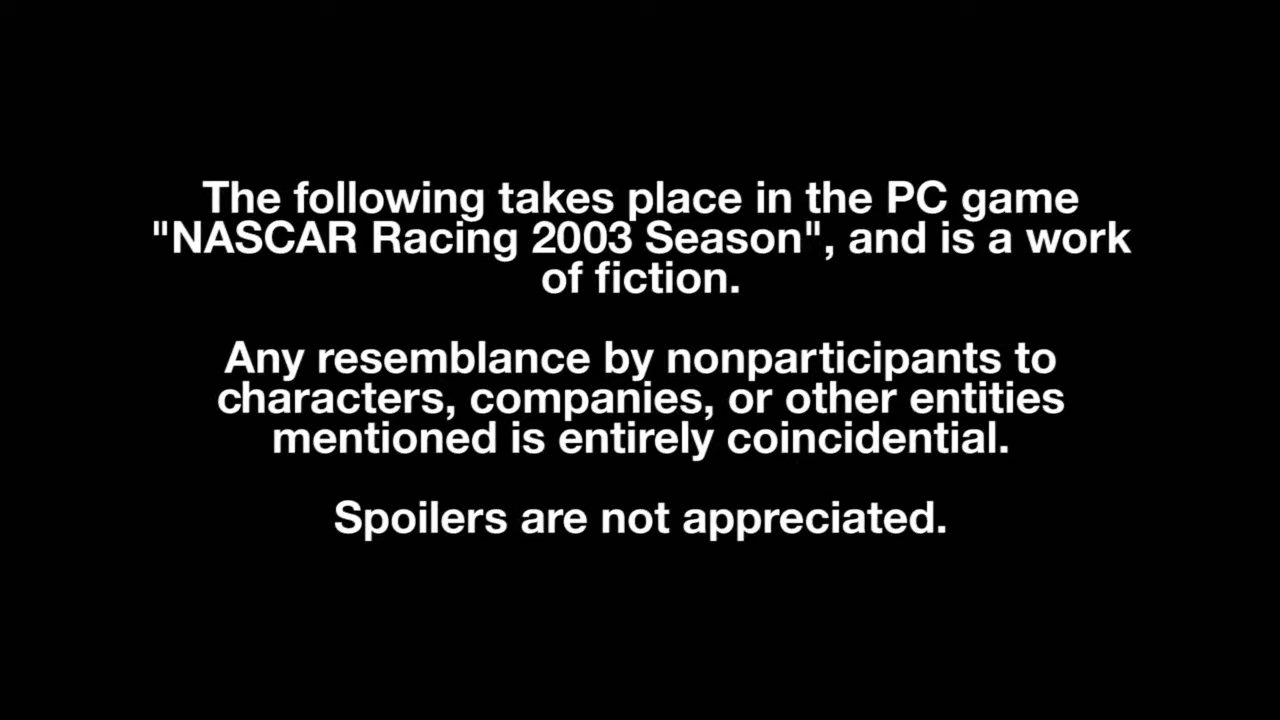 The following takes place in the PC game
"NASCAR Racing 2003 Season", and is a work
of fiction.
Any resemblance by nonparticipants to
characters, companies, or other entities
mentioned is entirely coincidential.
Spoilers are not appreciated.